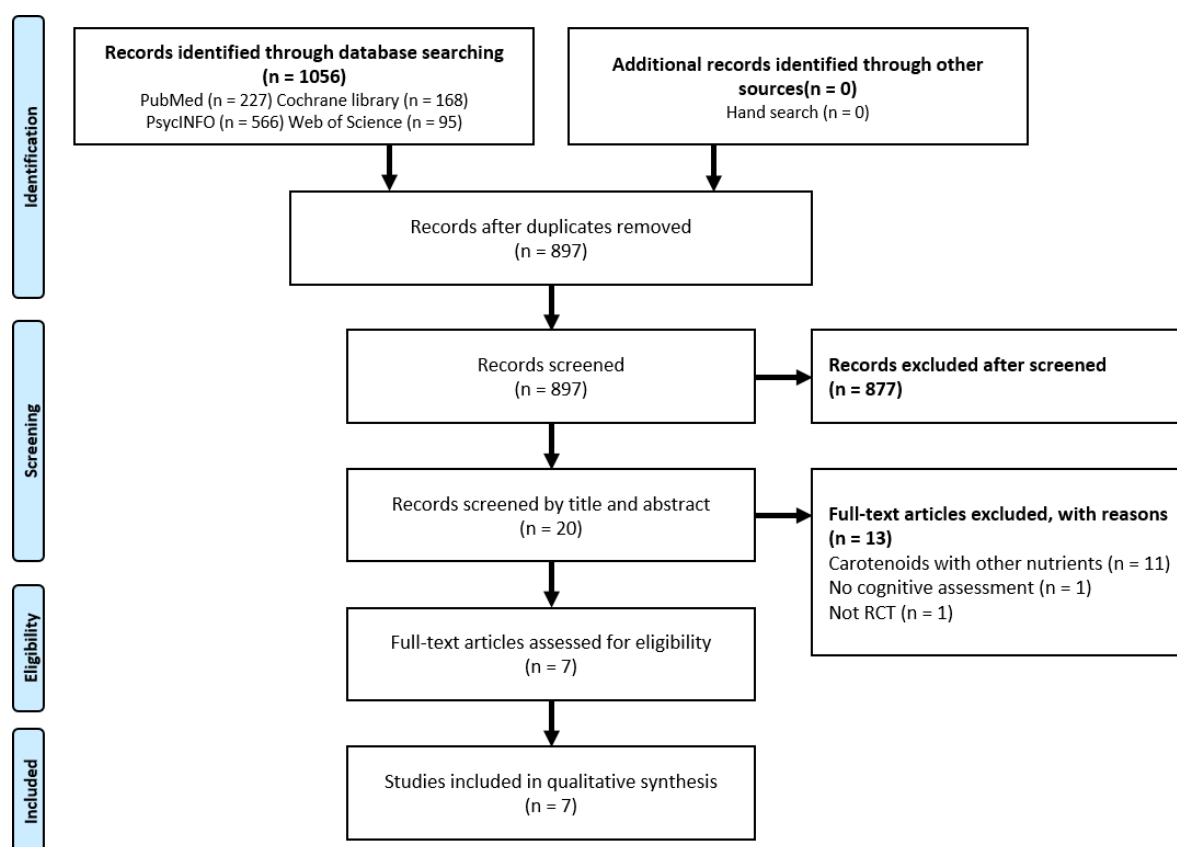 Identification
Records identified through database searching
(n = 1056)
PubMed (n = 227) Cochrane library (n = 168)
PsycINFO (n = 566) Web of Science (n = 95)
Additional records identified through other
sources(n = 0)
Hand search (n = 0)
Records after duplicates removed
(n = 897)
Screening
Records screened
(n = 897)
Records excluded after screened
(n = 877)
Records screened by title and abstract
(n = 20)
Full-text articles excluded, with reasons
(n = 13)
Carotenoids with other nutrients (n = 11)
No cognitive assessment (n = 1)
Not RCT (n = 1)
Eligibility
Full-text articles assessed for eligibility
(n = 7)
Included
Studies included in qualitative synthesis
(n = 7)